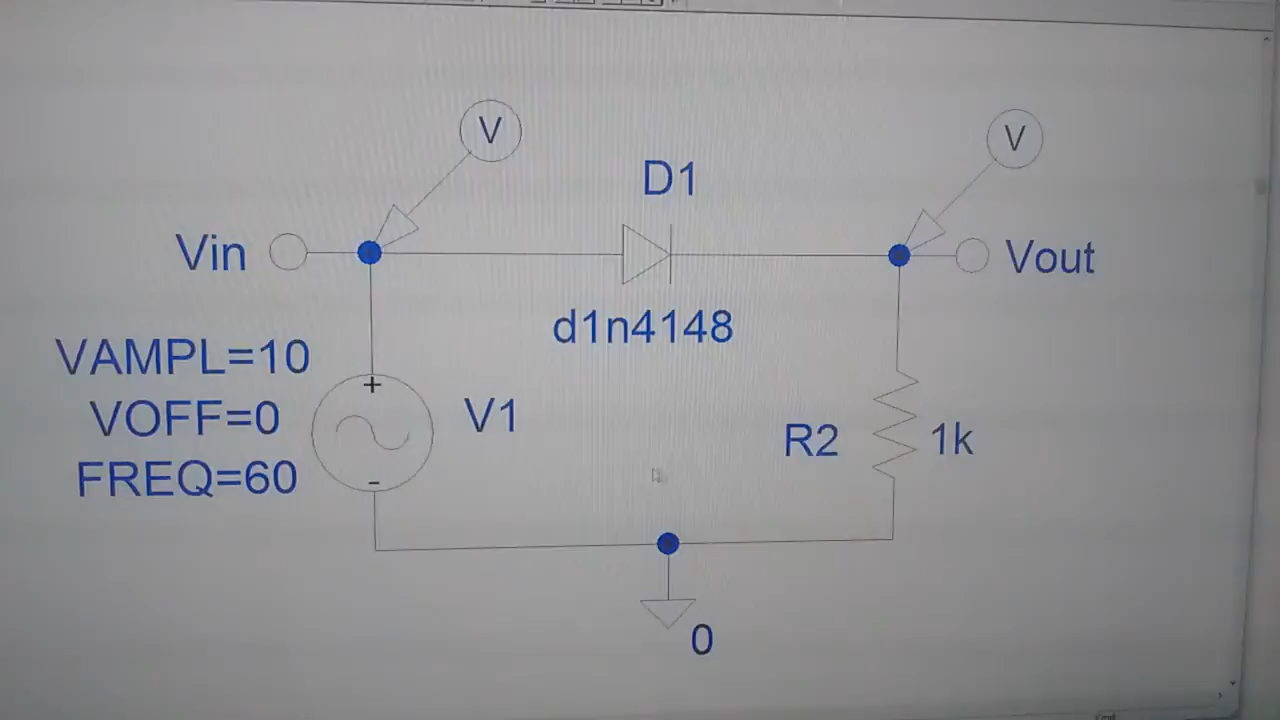 V
V
D1
Vin
Vout
d1n4148
VAMPL=10
+
VOFF=0
V1
R2
1k
FREQ=60
-
0